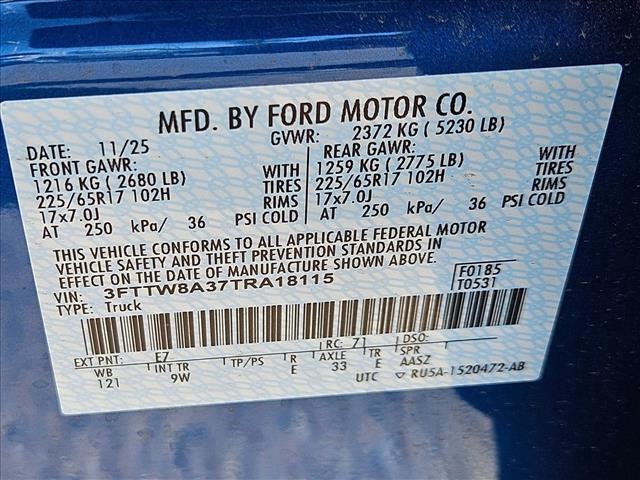 MFD. BY FORD MOTOR CO.
DATE: 11/25 GVWR: 2372 KG ( 5230 LB)
FRONT GAWR: REAR GAWR:
1216 KG ( 2680 LB) WITH 1259 KG ( 2775 LB) WITH
225/65R17 102H TIRES 225/65R17 102H TIRES
17x7.0J RIMS 17x7.0J RIMS
AT 250 kPa/ 36 PSI COLD AT 250 kPa/ 36 PSI COLD
THIS VEHICLE CONFORMS TO ALL APPLICABLE FEDERAL MOTOR
VEHICLE SAFETY AND THEFT PREVENTION STANDARDS IN
EFFECT ON THE DATE OF MANUFACTURE SHOWN ABOVE.
VIN: 3FTTW8A37TRA18115 F0185
TYPE: Truck T0531
EXT PNT: E7 RC: 71 DSO:
WB INT TR TP/PS R AXLE TR SPR
121 9W E 33 E AASZ
UTC RU5A-1520472-AB